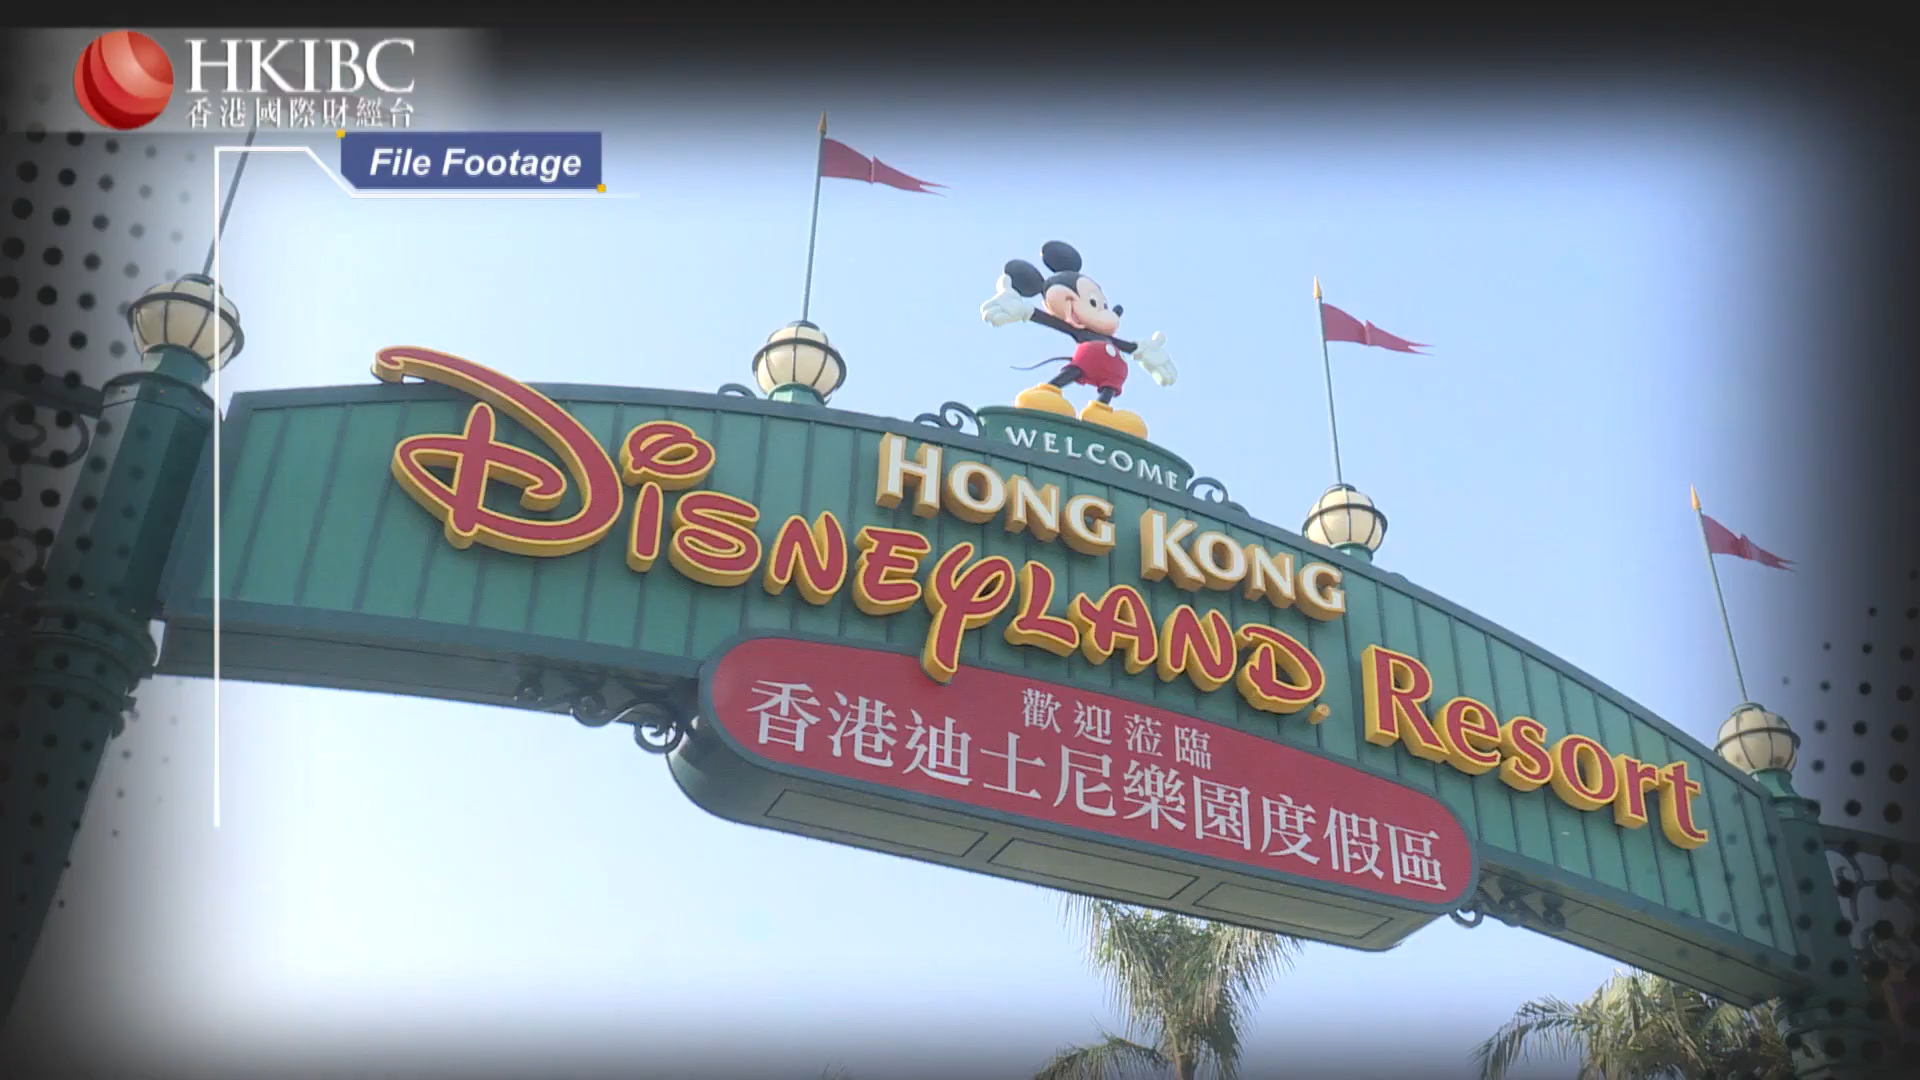 HKIBC
香港國際財經台
File Footage
WELCOME
HONG KONG
DISNEYLAND Resort
歡迎蒞臨
香港迪士尼樂園度假區